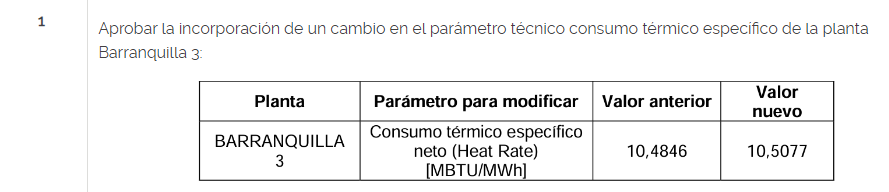 1
Aprobar la incorporación de un cambio en el parámetro técnico consumo térmico específico de la planta
Barranquilla 3:
Planta Parámetro para modificar Valor anterior Valor nuevo
BARRANQUILLA 3 Consumo térmico específico neto (Heat Rate) [MBTU/MWh] 10,4846 10,5077